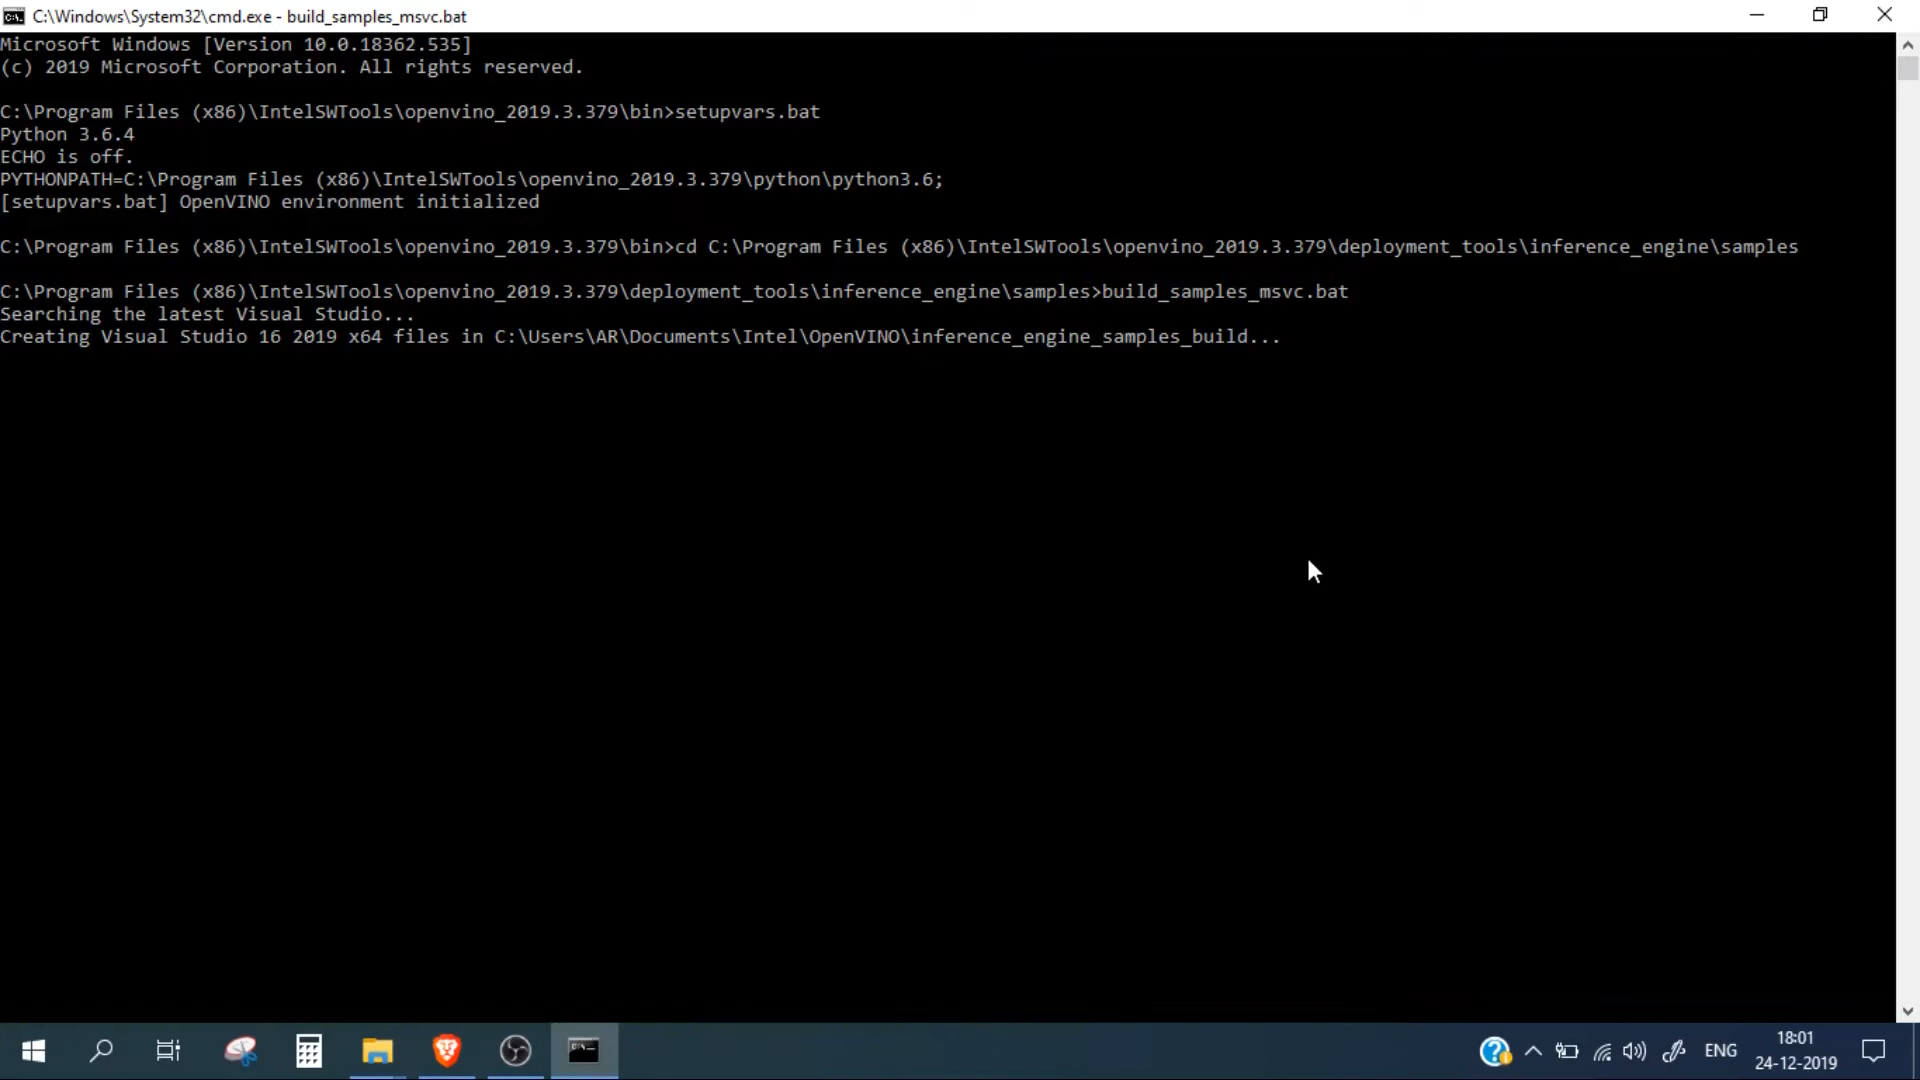 C:\Windows\System32\cmd.exe - build_samples_msvc.bat
Microsoft Windows [Version 10.0.18362.535]
(c) 2019 Microsoft Corporation. All rights reserved.
C:\Program Files (x86)\IntelSWTools\openvino_2019.3.379\bin>setupvars.bat
Python 3.6.4
ECHO is off.
PYTHONPATH=C:\Program Files (x86)\IntelSWTools\openvino_2019.3.379\python\python3.6;
[setupvars.bat] OpenVINO environment initialized
C:\Program Files (x86)\IntelSWTools\openvino_2019.3.379\bin>cd C:\Program Files (x86)\IntelSWTools\openvino_2019.3.379\deployment_tools\inference_engine\samples
C:\Program Files (x86)\IntelSWTools\openvino_2019.3.379\deployment_tools\inference_engine\samples>build_samples_msvc.bat
Searching the latest Visual Studio...
Creating Visual Studio 16 2019 x64 files in C:\Users\AR\Documents\Intel\OpenVINO\inference_engine_samples_build...
ENG
18:01
24-12-2019